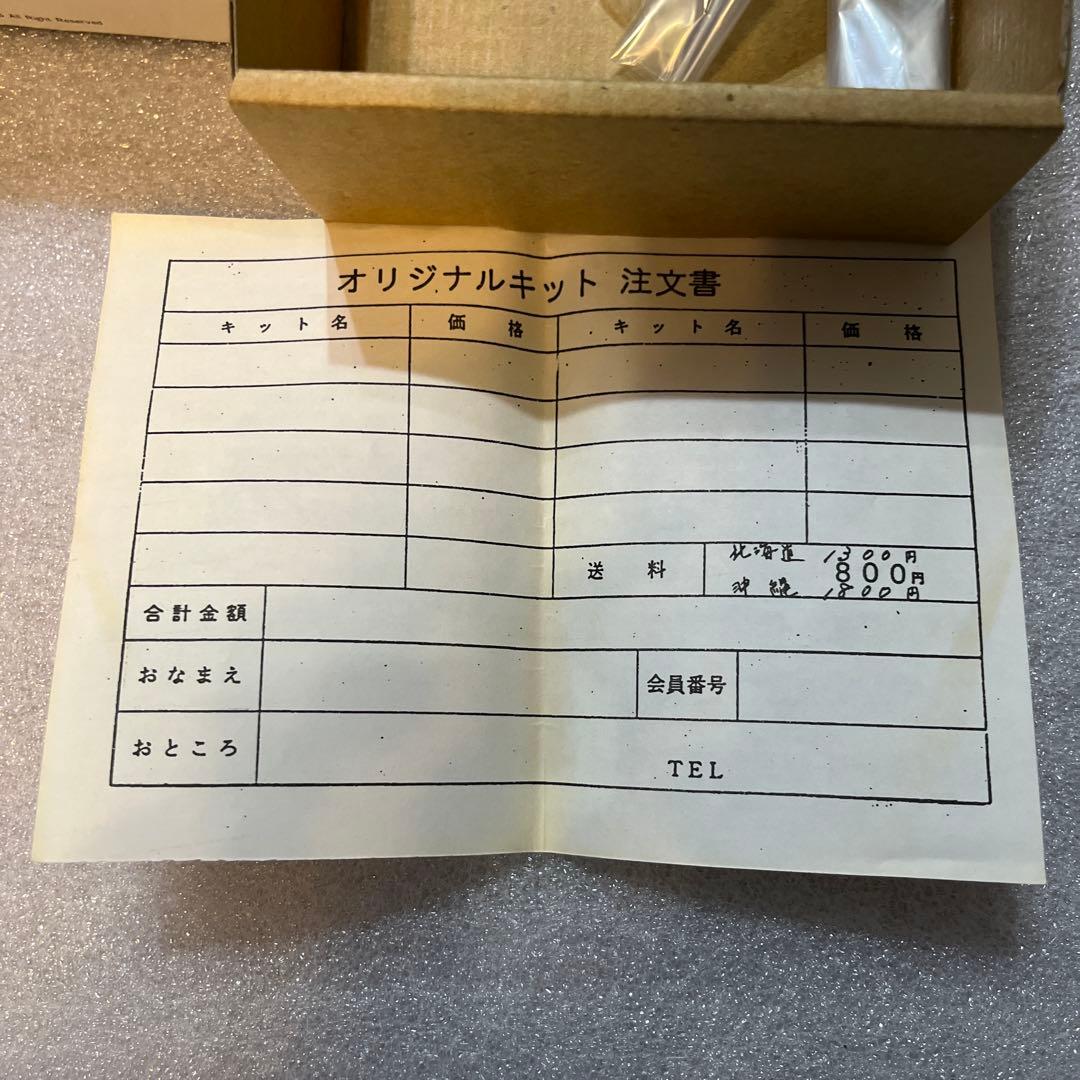 All Right Reserved
オリジナルキット 注文書
キット名 価格 キット名 価格
送料 北海道 1300円
800円
沖縄 1800円
合計金額
おなまえ 会員番号
おところ TEL